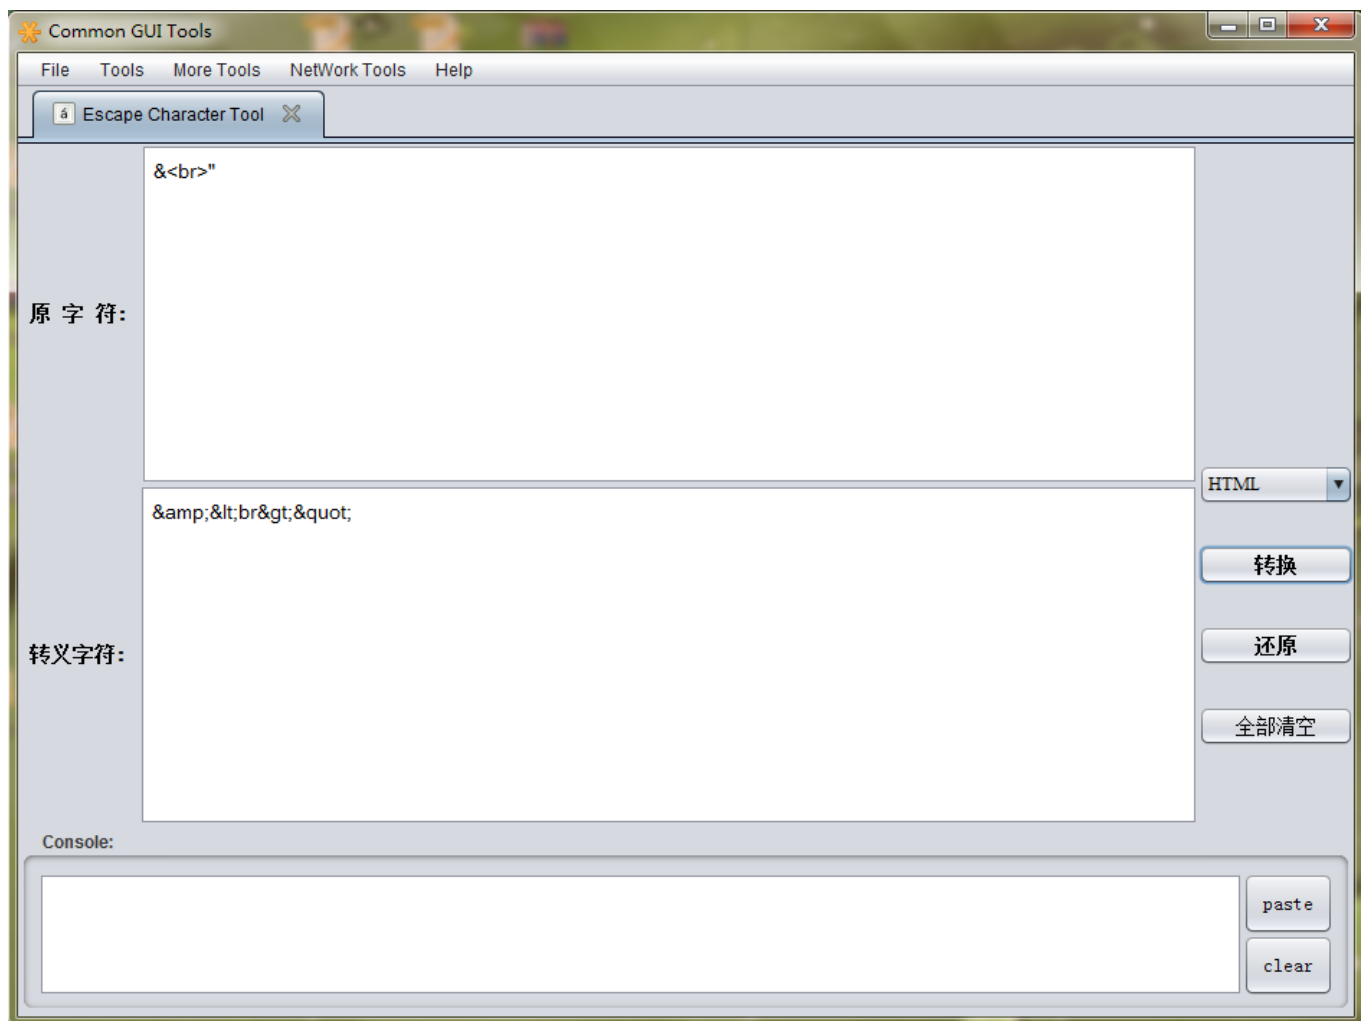 Common GUI Tools
File Tools More Tools NetWork Tools Help
á Escape Character Tool
&<br>"
原 字 符:
HTML
&amp;&lt;br&gt;&quot;
转换
还原
转义字符:
全部清空
Console:
paste
clear